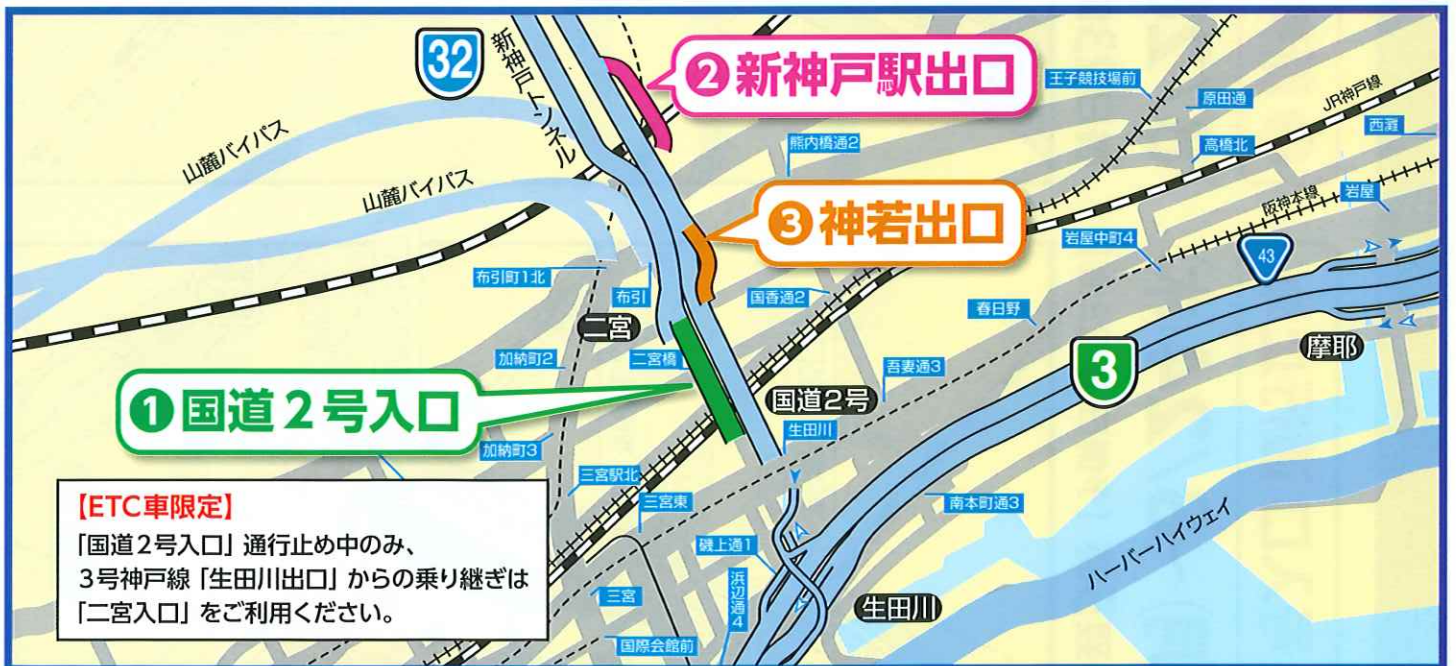 32
新神戸トンネル
②新神戸駅出口
王子競技場前
原田通
JR神戸線
西灘
山麓バイパス
熊内橋通2
高橋北
山麓バイパス
阪神本線
岩屋
③神若出口
岩屋中町4
43
布引町1北
布引
国香通2
春日野
二宮
加納町2
二宮橋
吾妻通3
3
摩耶
①国道2号入口
国道2号
加納町3
生田川
三宮駅北
三宮東
南本町通3
【ETC車限定】
「国道2号入口」通行止め中のみ、
3号神戸線「生田川出口」からの乗り継ぎは
「二宮入口」をご利用ください。
磯上通1
浜辺通4
ハーバーハイウェイ
三宮
生田川
国際会館前